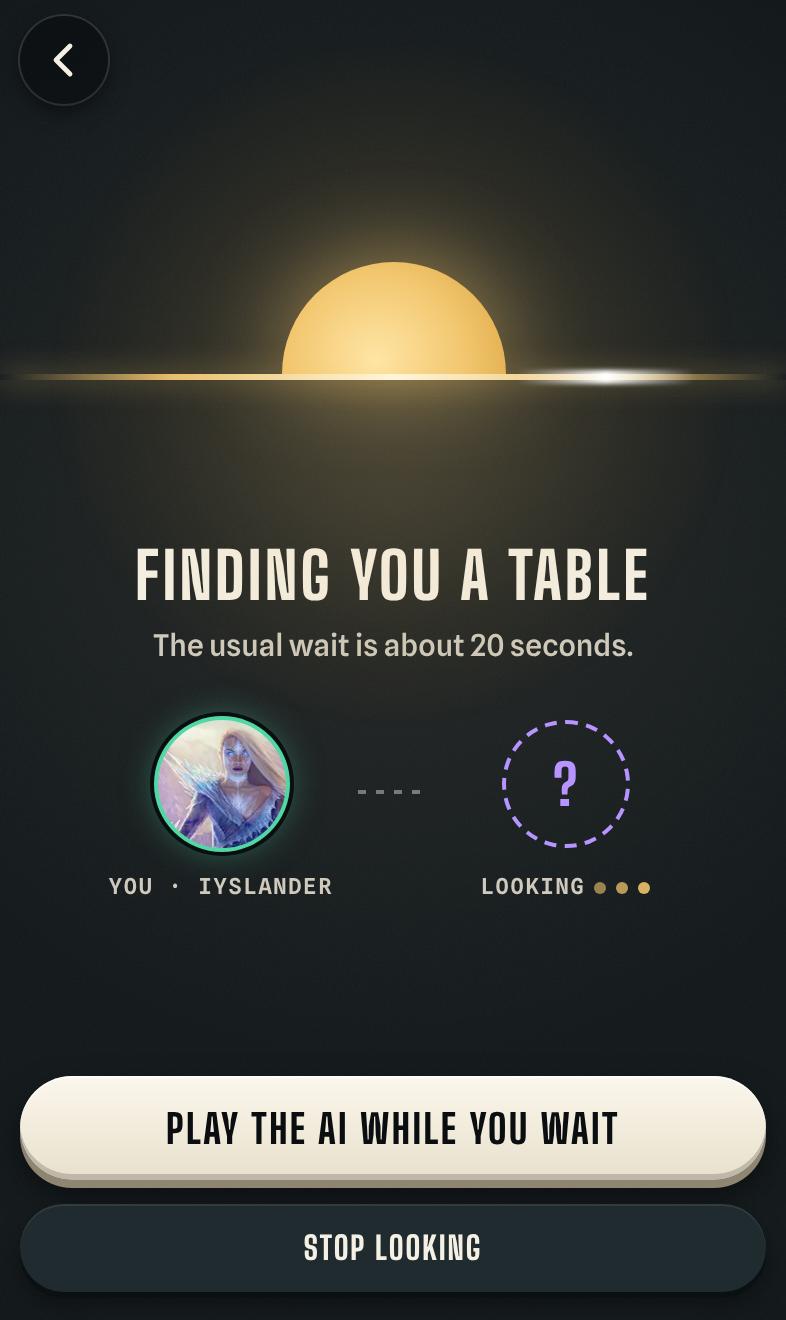 FINDING YOU A TABLE
The usual wait is about 20 seconds.
?
YOU · IYSLANDER
LOOKING
PLAY THE AI WHILE YOU WAIT
STOP LOOKING